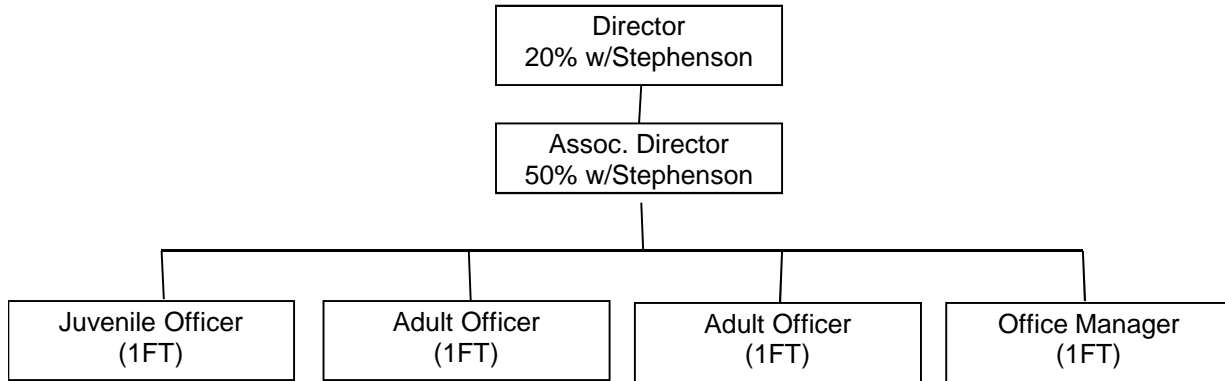 Director
20% w/Stephenson
Assoc. Director
50% w/Stephenson
Juvenile Officer
(1FT)
Adult Officer
(1FT)
Adult Officer
(1FT)
Office Manager
(1FT)